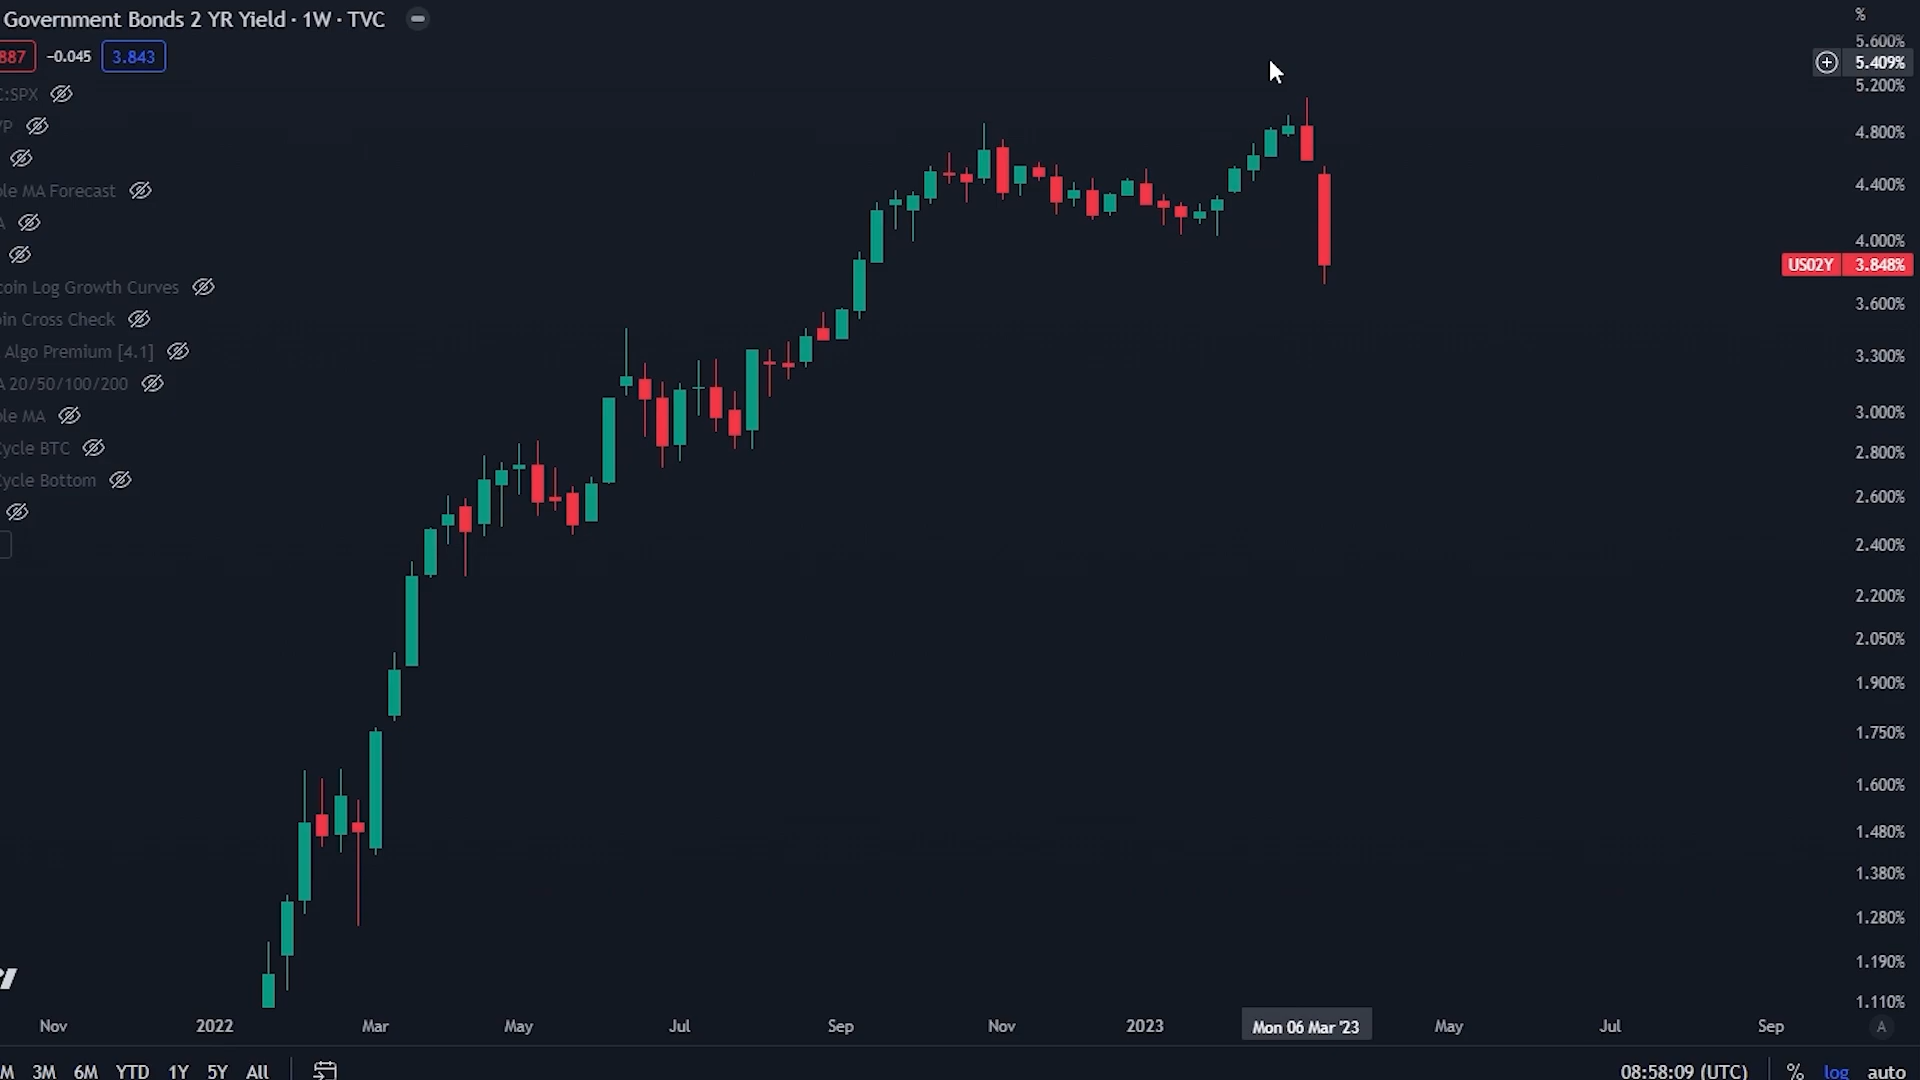 Government Bonds 2 YR Yield · 1W · TVC
887 −0.045 3.843
C:SPX
VP
ole MA Forecast
A
coin Log Growth Curves
oin Cross Check
Algo Premium [4.1]
A 20/50/100/200
ole MA
Cycle BTC
Cycle Bottom
%
5.600%
5.409%
5.200%
4.800%
4.400%
4.000%
US02Y 3.848%
3.600%
3.300%
3.000%
2.800%
2.600%
2.400%
2.200%
2.050%
1.900%
1.750%
1.600%
1.480%
1.380%
1.280%
1.190%
1.110%
Nov 2022 Mar May Jul Sep Nov 2023 Mon 06 Mar '23 May Jul Sep A
M 3M 6M YTD 1Y 5Y All 08:58:09 (UTC) % log auto